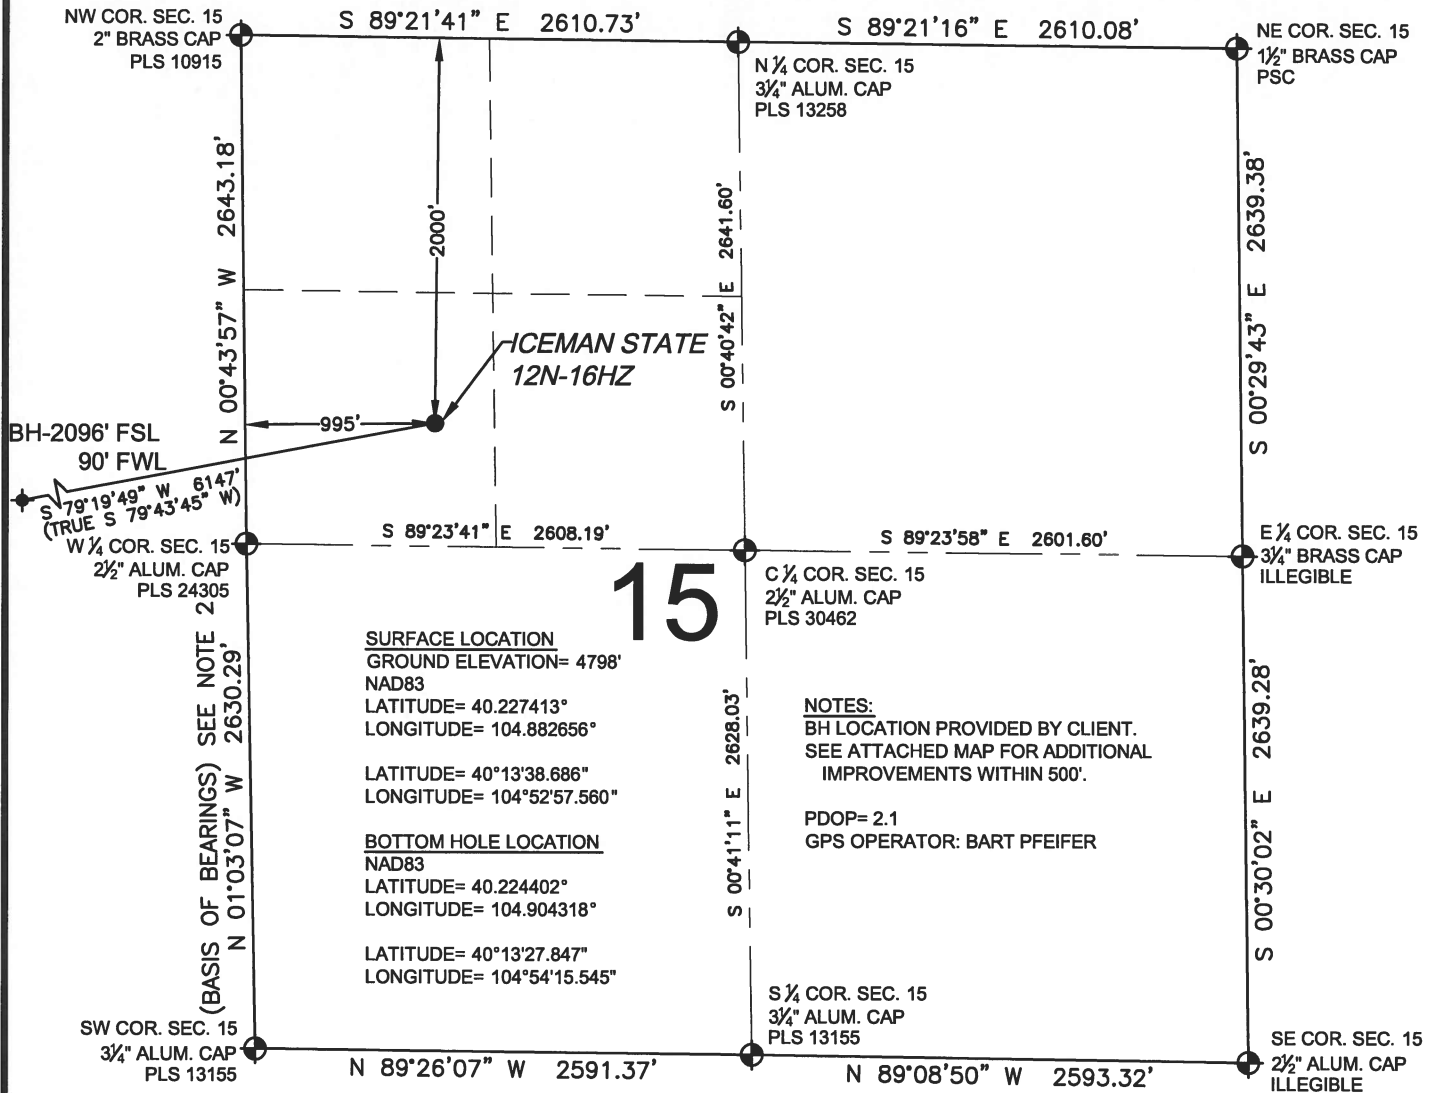 NW COR. SEC. 15
2" BRASS CAP
PLS 10915
S 89°21'41" E 2610.73'
S 89°21'16" E 2610.08'
NE COR. SEC. 15
1½" BRASS CAP
PSC
N ¼ COR. SEC. 15
3¼" ALUM. CAP
PLS 13258
N 00°43'57" W 2643.18'
2000'
S 00°40'42" E 2641.60'
S 00°29'43" E 2639.38'
ICEMAN STATE
12N-16HZ
995'
BH-2096' FSL
90' FWL
S 79°19'49" W 6147'
(TRUE S 79°43'45" W)
W ¼ COR. SEC. 15
2½" ALUM. CAP
PLS 24305
S 89°23'41" E 2608.19'
S 89°23'58" E 2601.60'
E ¼ COR. SEC. 15
3¼" BRASS CAP
ILLEGIBLE
15
C ¼ COR. SEC. 15
2½" ALUM. CAP
PLS 30462
(BASIS OF BEARINGS) SEE NOTE 2
N 01°03'07" W 2630.29'
SURFACE LOCATION
GROUND ELEVATION= 4798'
NAD83
LATITUDE= 40.227413°
LONGITUDE= 104.882656°
LATITUDE= 40°13'38.686"
LONGITUDE= 104°52'57.560"
BOTTOM HOLE LOCATION
NAD83
LATITUDE= 40.224402°
LONGITUDE= 104.904318°
LATITUDE= 40°13'27.847"
LONGITUDE= 104°54'15.545"
S 00°41'11" E 2628.03'
NOTES:
BH LOCATION PROVIDED BY CLIENT.
SEE ATTACHED MAP FOR ADDITIONAL
IMPROVEMENTS WITHIN 500'.
PDOP= 2.1
GPS OPERATOR: BART PFEIFER
S 00°30'02" E 2639.28'
SW COR. SEC. 15
3¼" ALUM. CAP
PLS 13155
N 89°26'07" W 2591.37'
S ¼ COR. SEC. 15
3¼" ALUM. CAP
PLS 13155
N 89°08'50" W 2593.32'
SE COR. SEC. 15
2½" ALUM. CAP
ILLEGIBLE